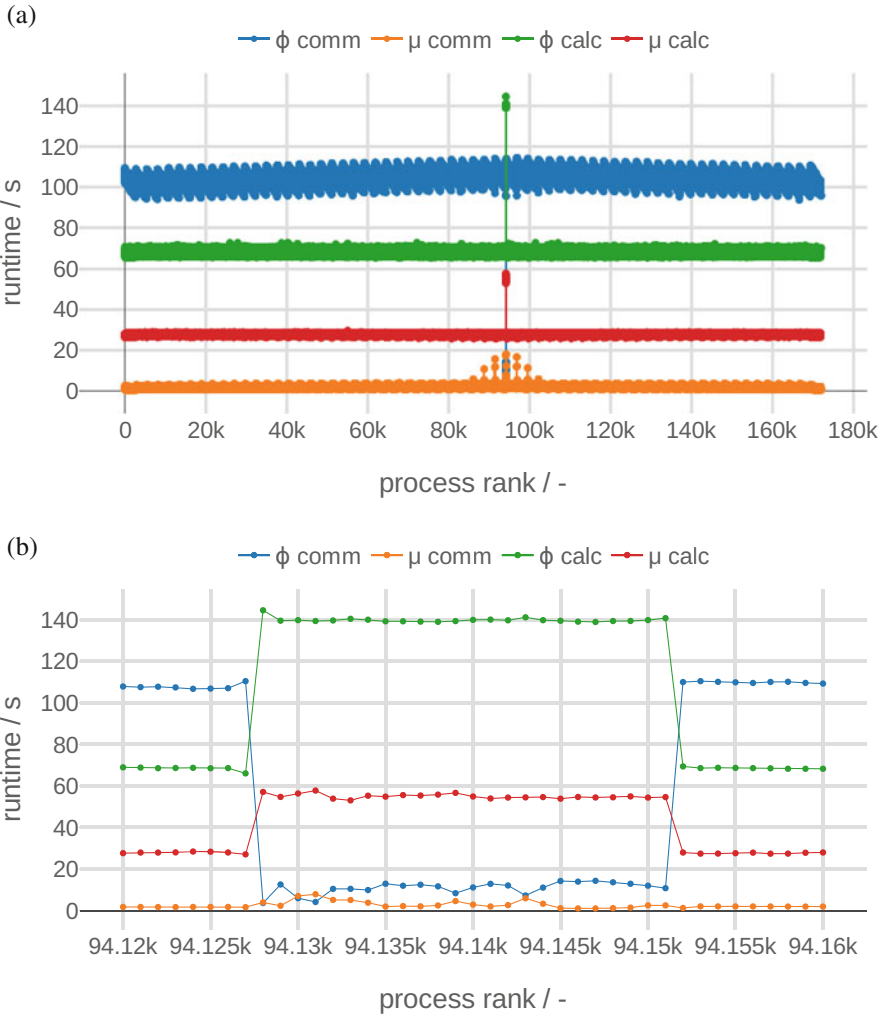 (a)
ϕ comm μ comm ϕ calc μ calc
140
120
100
80
60
40
20
0
runtime / s
0 20k 40k 60k 80k 100k 120k 140k 160k 180k
process rank / -
(b)
ϕ comm μ comm ϕ calc μ calc
140
120
100
80
60
40
20
0
runtime / s
94.12k 94.125k 94.13k 94.135k 94.14k 94.145k 94.15k 94.155k 94.16k
process rank / -